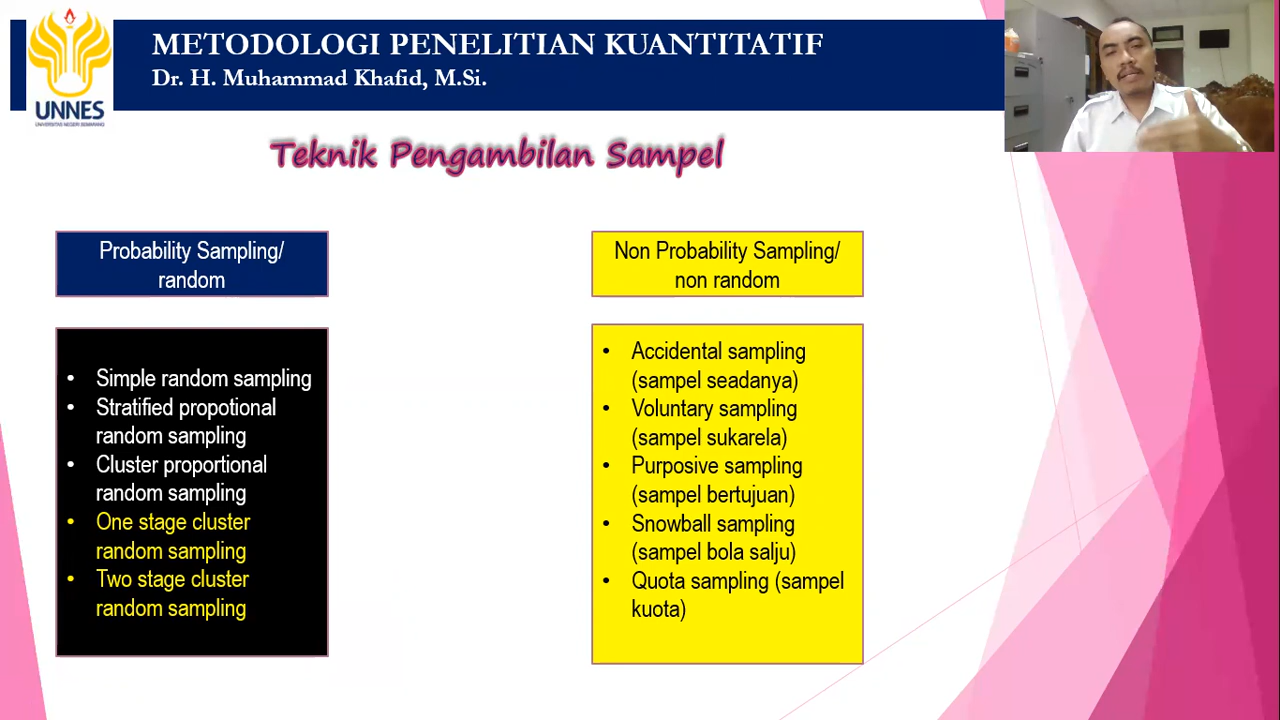 METODOLOGI PENELITIAN KUANTITATIF
Dr. H. Muhammad Khafid, M.Si.
UNNES
UNIVERSITAS NEGERI SEMARANG
Teknik Pengambilan Sampel
Probability Sampling/
random
• Simple random sampling
• Stratified propotional
random sampling
• Cluster proportional
random sampling
• One stage cluster
random sampling
• Two stage cluster
random sampling
Non Probability Sampling/
non random
• Accidental sampling
(sampel seadanya)
• Voluntary sampling
(sampel sukarela)
• Purposive sampling
(sampel bertujuan)
• Snowball sampling
(sampel bola salju)
• Quota sampling (sampel
kuota)